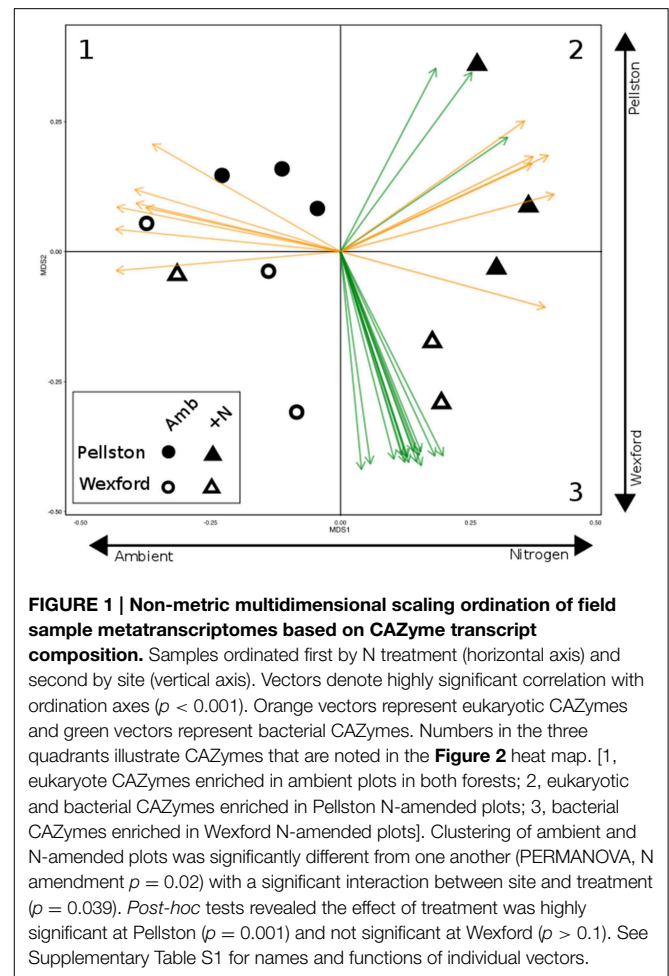 1
2
Pellston
0.25
0.00
MDS2
-0.25
Amb
+N
Pellston
Wexford
3
Wexford
-0.50
-0.50
-0.25
0.00
0.25
0.50
MDS1
Ambient
Nitrogen
FIGURE 1 | Non-metric multidimensional scaling ordination of field
sample metatranscriptomes based on CAZyme transcript
composition. Samples ordinated first by N treatment (horizontal axis) and
second by site (vertical axis). Vectors denote highly significant correlation with
ordination axes (p < 0.001). Orange vectors represent eukaryotic CAZymes
and green vectors represent bacterial CAZymes. Numbers in the three
quadrants illustrate CAZymes that are noted in the Figure 2 heat map. [1,
eukaryote CAZymes enriched in ambient plots in both forests; 2, eukaryotic
and bacterial CAZymes enriched in Pellston N-amended plots; 3, bacterial
CAZymes enriched in Wexford N-amended plots]. Clustering of ambient and
N-amended plots was significantly different from one another (PERMANOVA, N
amendment p = 0.02) with a significant interaction between site and treatment
(p = 0.039). Post-hoc tests revealed the effect of treatment was highly
significant at Pellston (p = 0.001) and not significant at Wexford (p > 0.1). See
Supplementary Table S1 for names and functions of individual vectors.